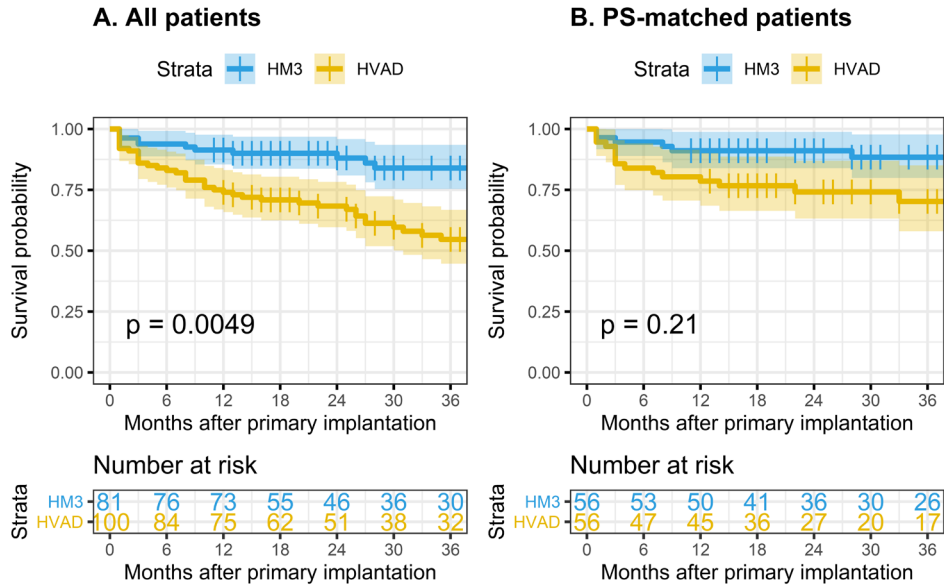 A. All patients
Strata HM3 HVAD
Survival probability
1.00
0.75
0.50
0.25
0.00
p = 0.0049
0 6 12 18 24 30 36
Months after primary implantation
Number at risk
Strata
HM3 81 76 73 55 46 36 30
HVAD 100 84 75 62 51 38 32
0 6 12 18 24 30 36
Months after primary implantation
B. PS-matched patients
Strata HM3 HVAD
Survival probability
1.00
0.75
0.50
0.25
0.00
p = 0.21
0 6 12 18 24 30 36
Months after primary implantation
Number at risk
Strata
HM3 56 53 50 41 36 30 26
HVAD 56 47 45 36 27 20 17
0 6 12 18 24 30 36
Months after primary implantation